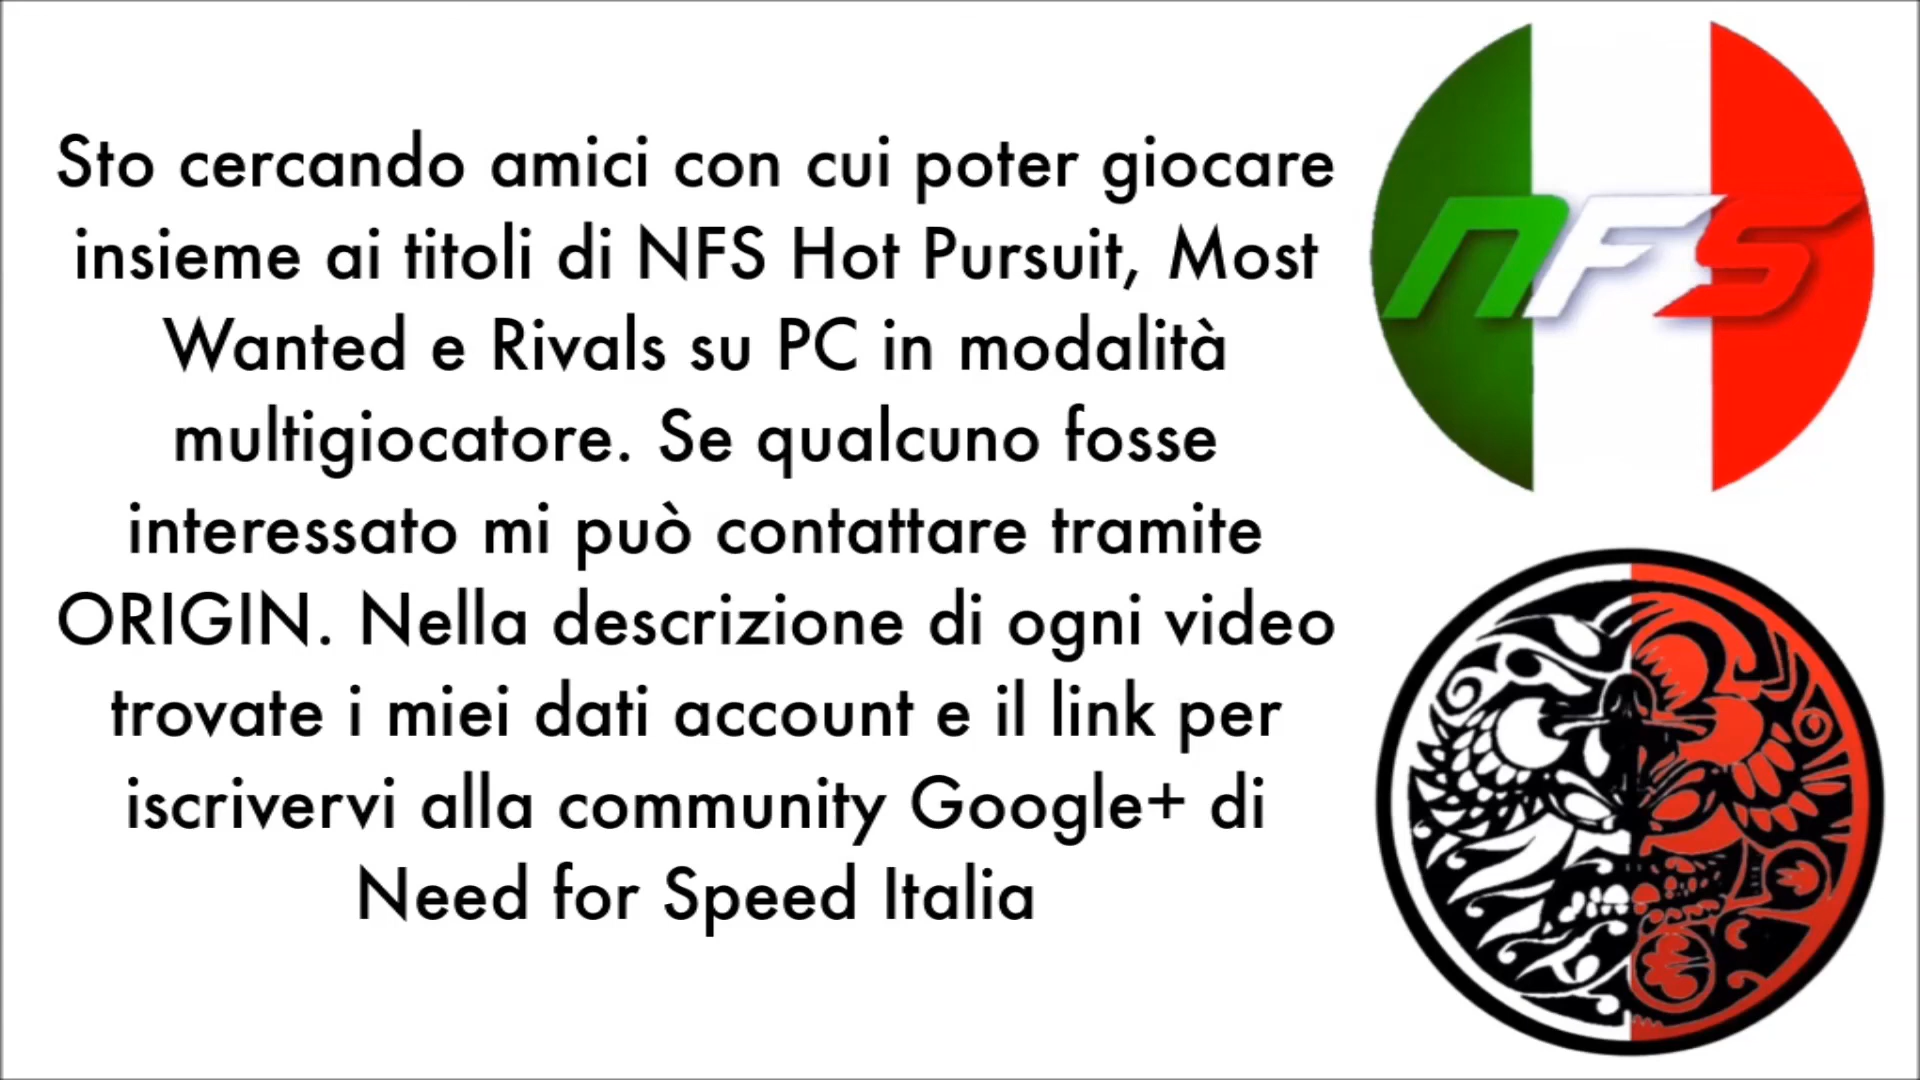 Sto cercando amici con cui poter giocare
insieme ai titoli di NFS Hot Pursuit, Most
Wanted e Rivals su PC in modalità
multigiocatore. Se qualcuno fosse
interessato mi può contattare tramite
ORIGIN. Nella descrizione di ogni video
trovate i miei dati account e il link per
iscrivervi alla community Google+ di
Need for Speed Italia
NFS